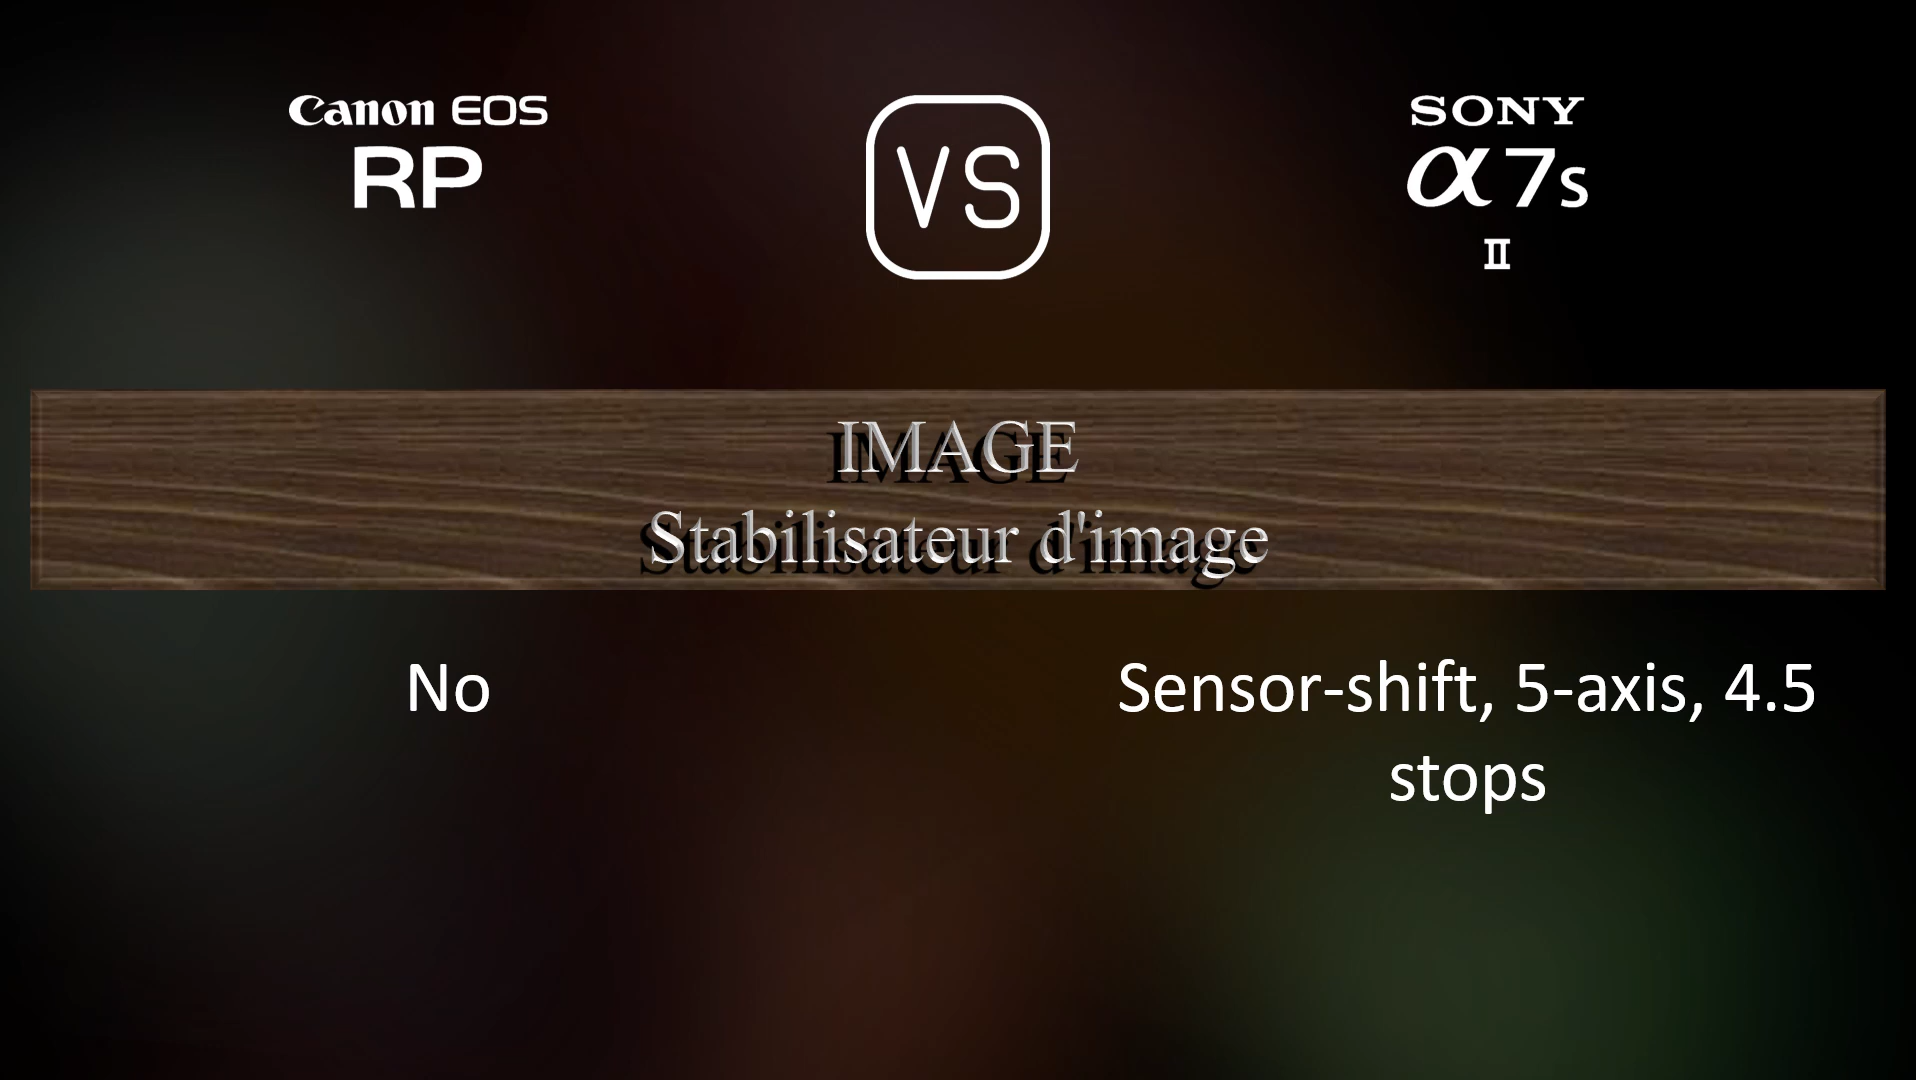 Canon EOS
RP
VS
SONY
α7s
II
IMAGE
Stabilisateur d'image
No
Sensor-shift, 5-axis, 4.5
stops